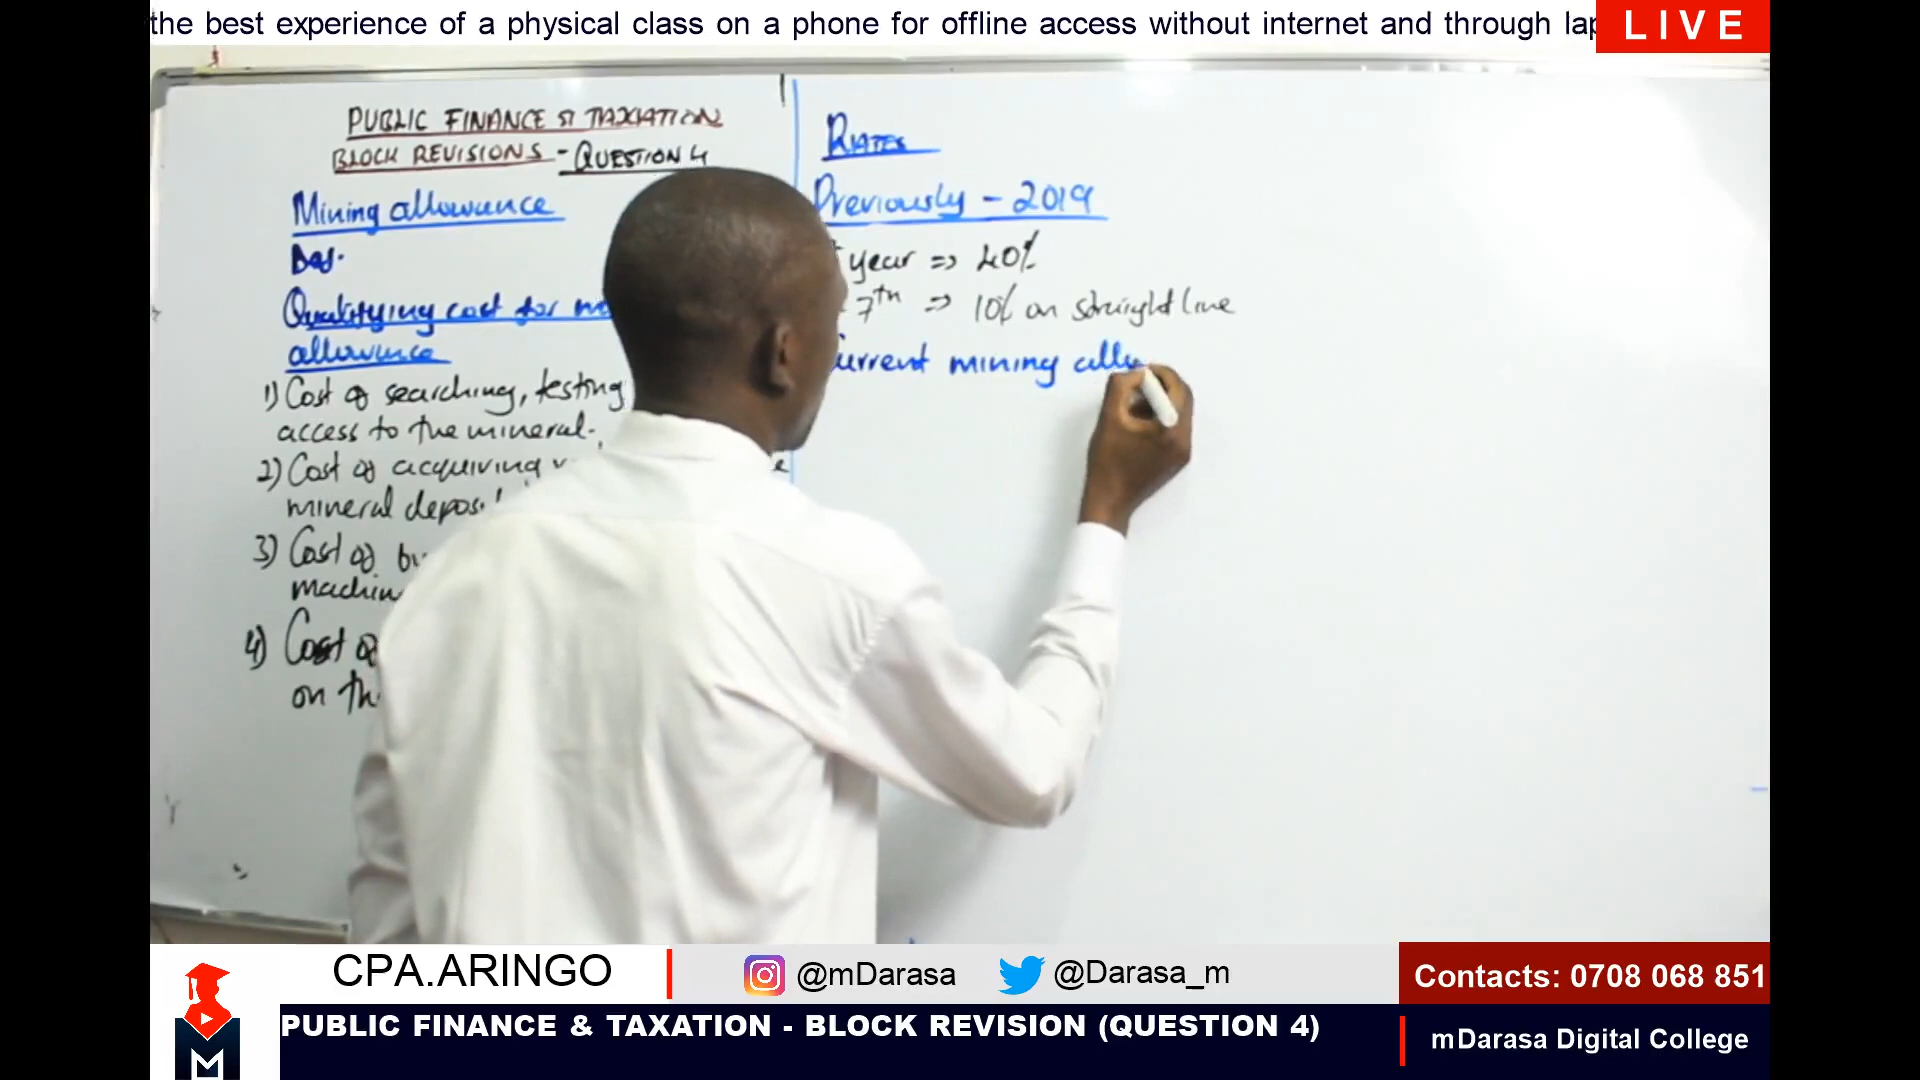 the best experience of a physical class on a phone for offline access without internet and through lap
LIVE
PUBLIC FINANCE & TAXATION
BLOCK REVISIONS - QUESTION 4
Mining allowance
Qualifying cost for
allowance
1) Cost of searching, testing
access to the mineral.
2) Cost of acquiring
mineral
3) Cost of
4) Cost of
on
RATES
Previously - 2019
year => 40%
7th => 10% on straight line
Current mining
CPA.ARINGO
@mDarasa
@Darasa_m
Contacts: 0708 068 851
PUBLIC FINANCE & TAXATION - BLOCK REVISION (QUESTION 4)
mDarasa Digital College
M